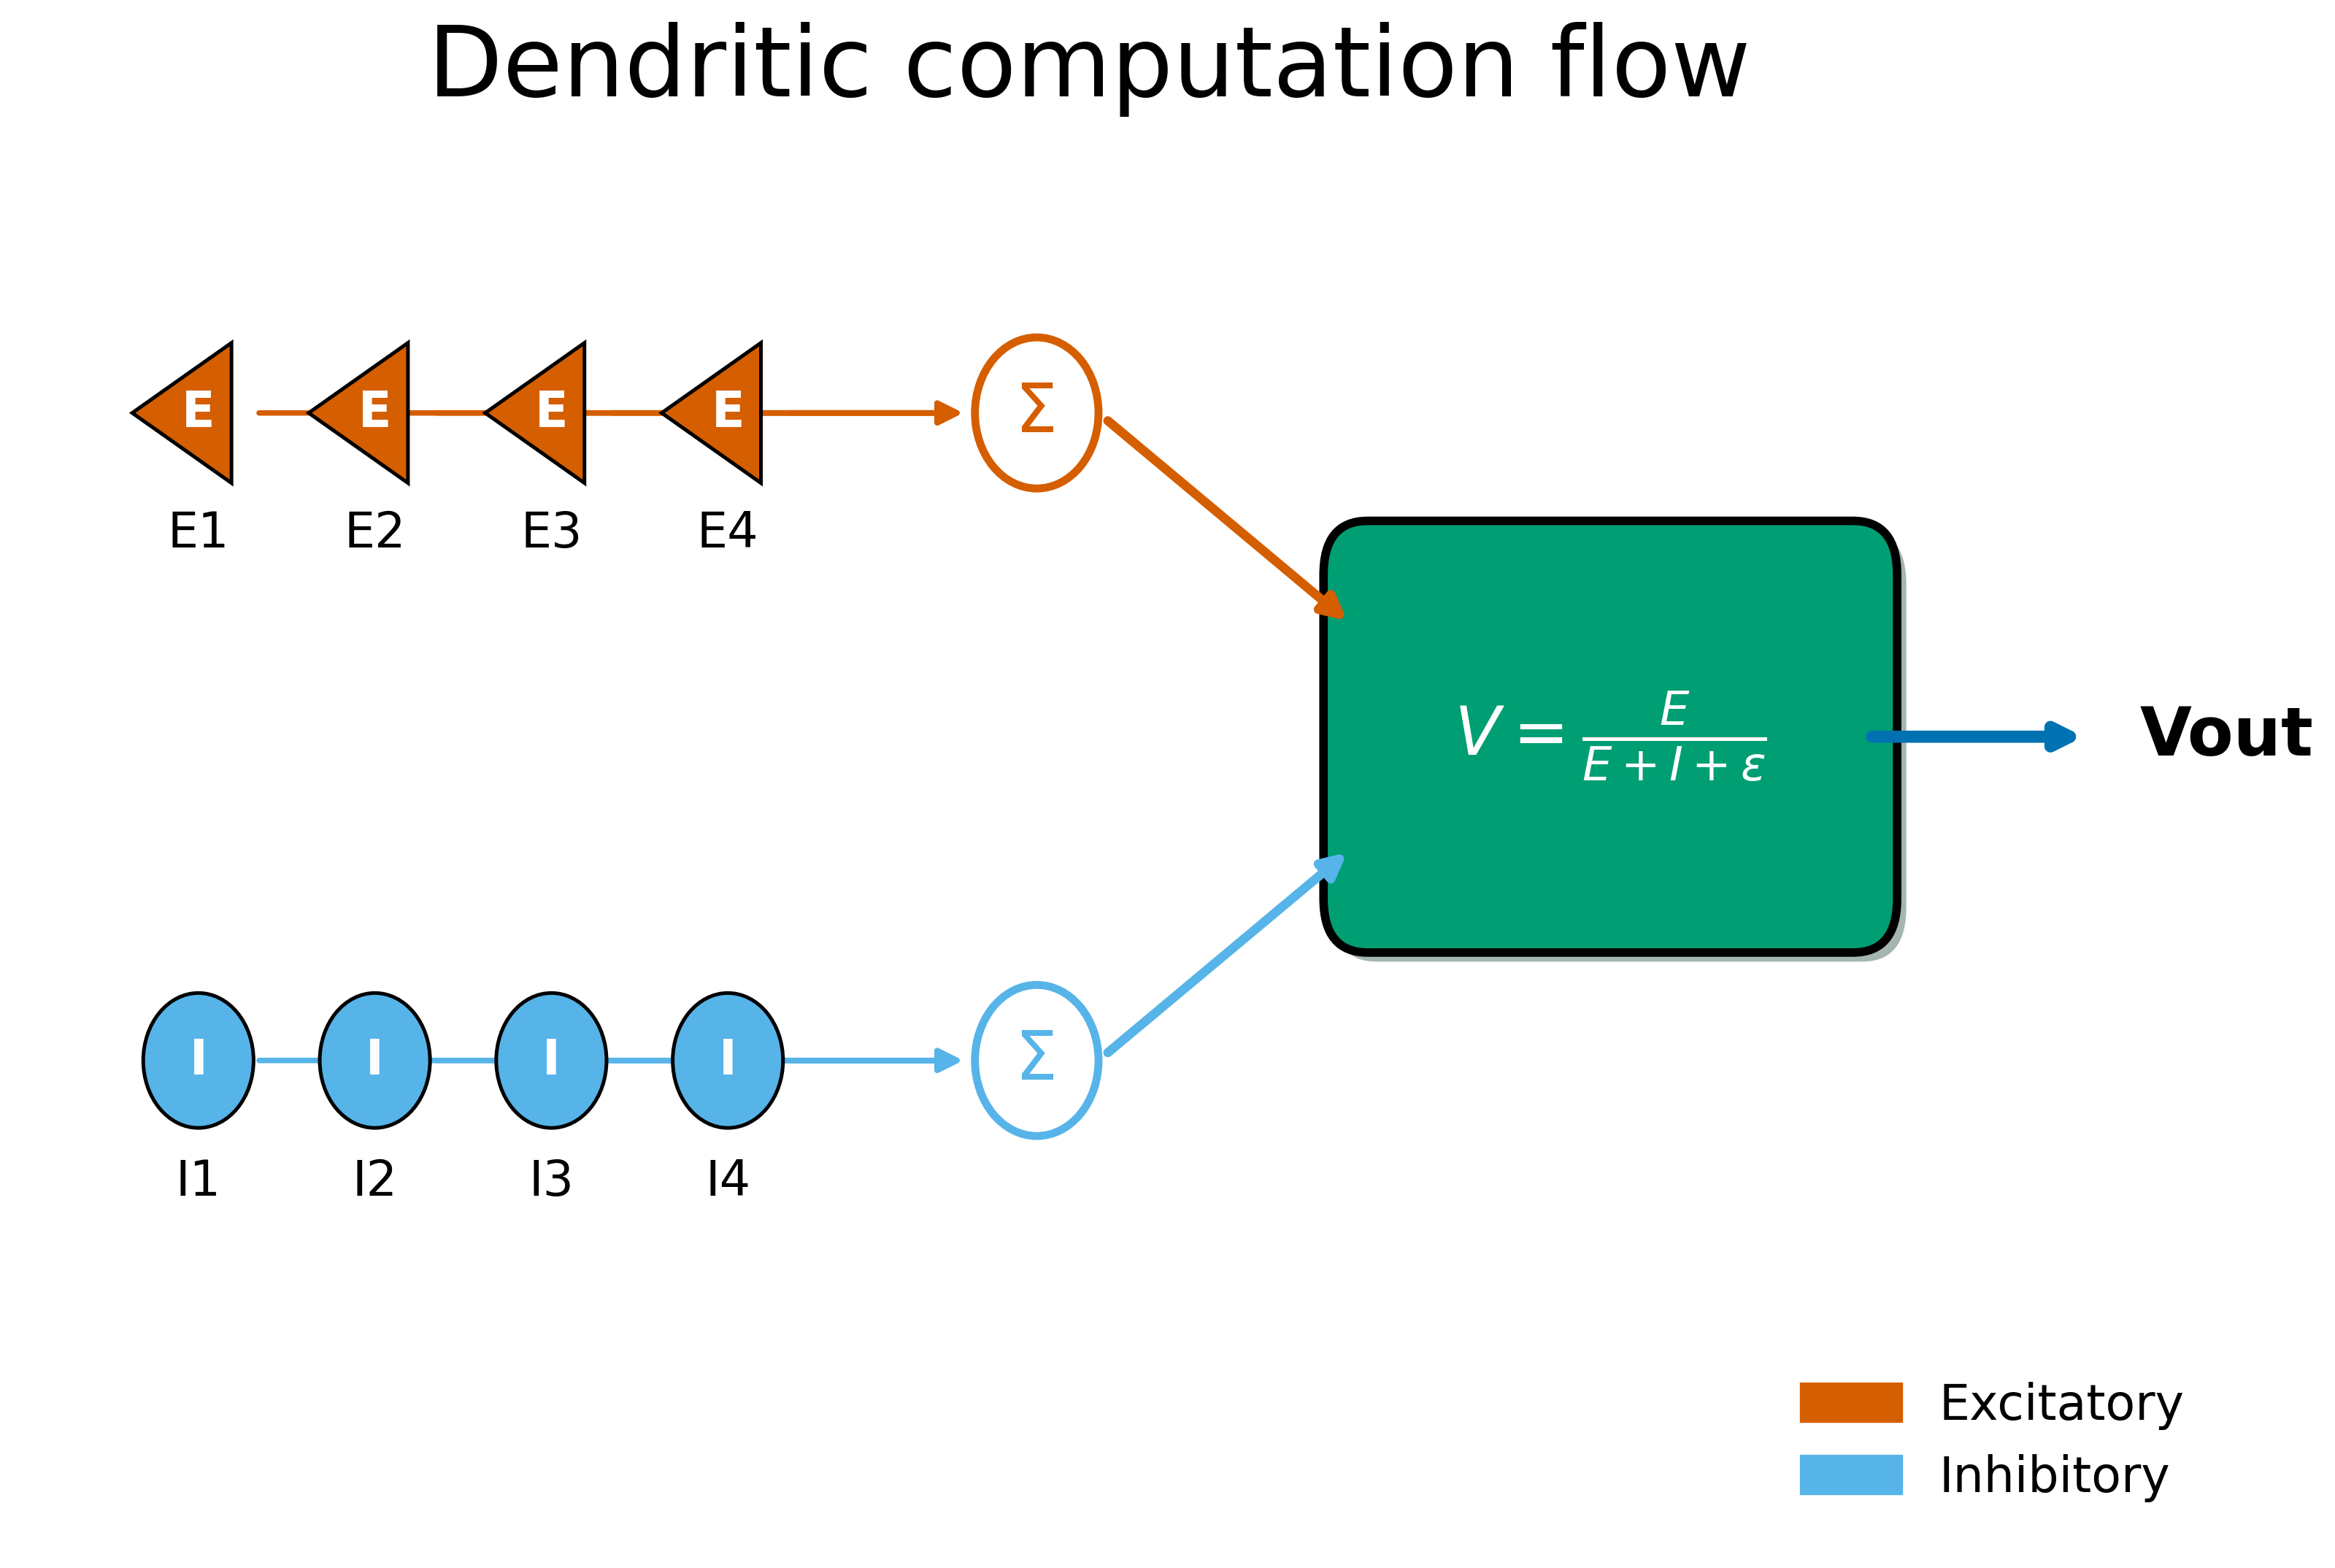 Dendritic computation flow
E E E E Σ
E1 E2 E3 E4
V = E / (E + I + ε)
Vout
I I I I Σ
I1 I2 I3 I4
Excitatory
Inhibitory